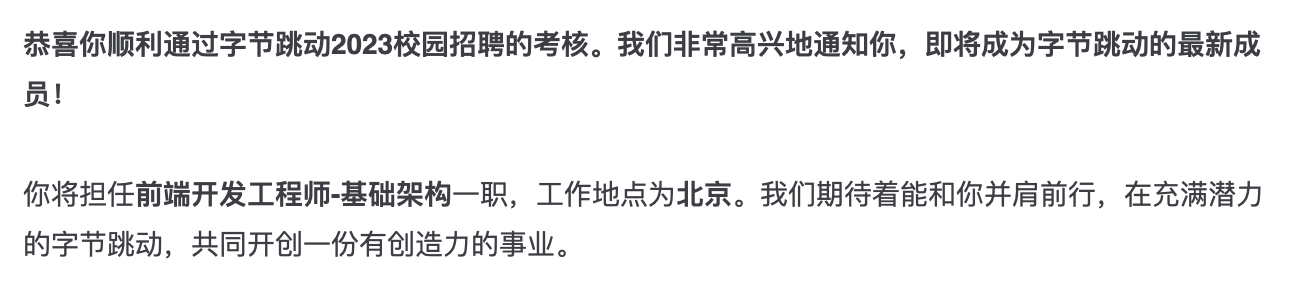 恭喜你顺利通过字节跳动2023校园招聘的考核。我们非常高兴地通知你，即将成为字节跳动的最新成
员！
你将担任前端开发工程师-基础架构一职，工作地点为北京。我们期待着能和你并肩前行，在充满潜力
的字节跳动，共同开创一份有创造力的事业。